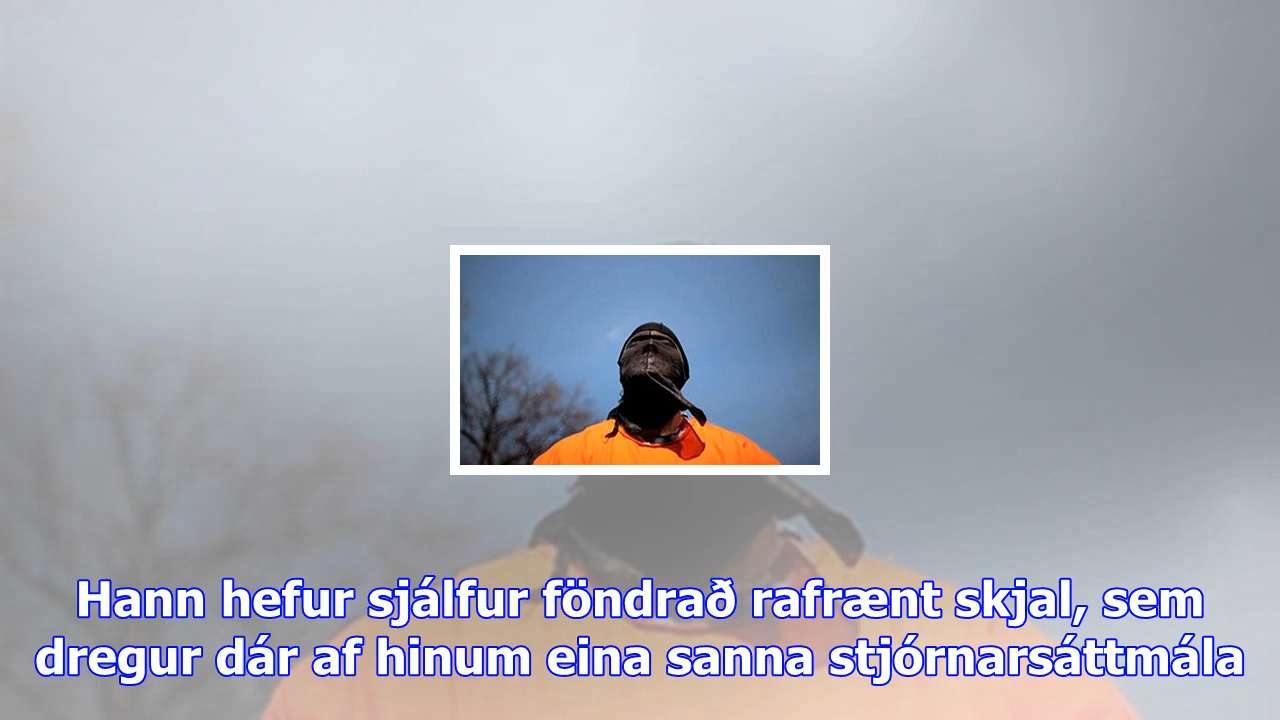 Hann hefur sjálfur föndrað rafrænt skjal, sem
dregur dár af hinum eina sanna stjórnarsáttmála